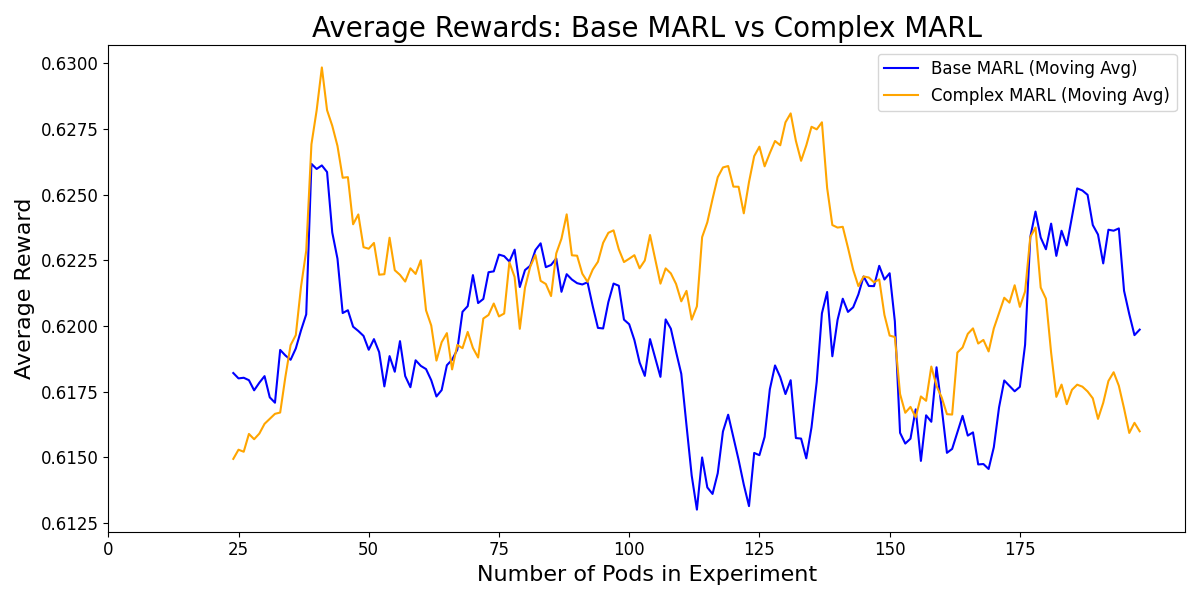 Average Rewards: Base MARL vs Complex MARL
Base MARL (Moving Avg)
Complex MARL (Moving Avg)
Average Reward
0.6300
0.6275
0.6250
0.6225
0.6200
0.6175
0.6150
0.6125
0 25 50 75 100 125 150 175
Number of Pods in Experiment